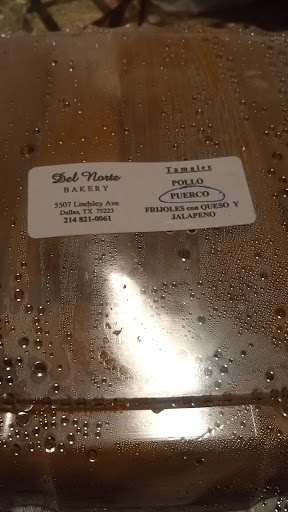 Del Norte
BAKERY
5507 Lindsley Ave
Dallas, TX 75223
214 821-0061
Tamales
POLLO
PUERCO
FRIJOLES con QUESO Y
JALAPENO